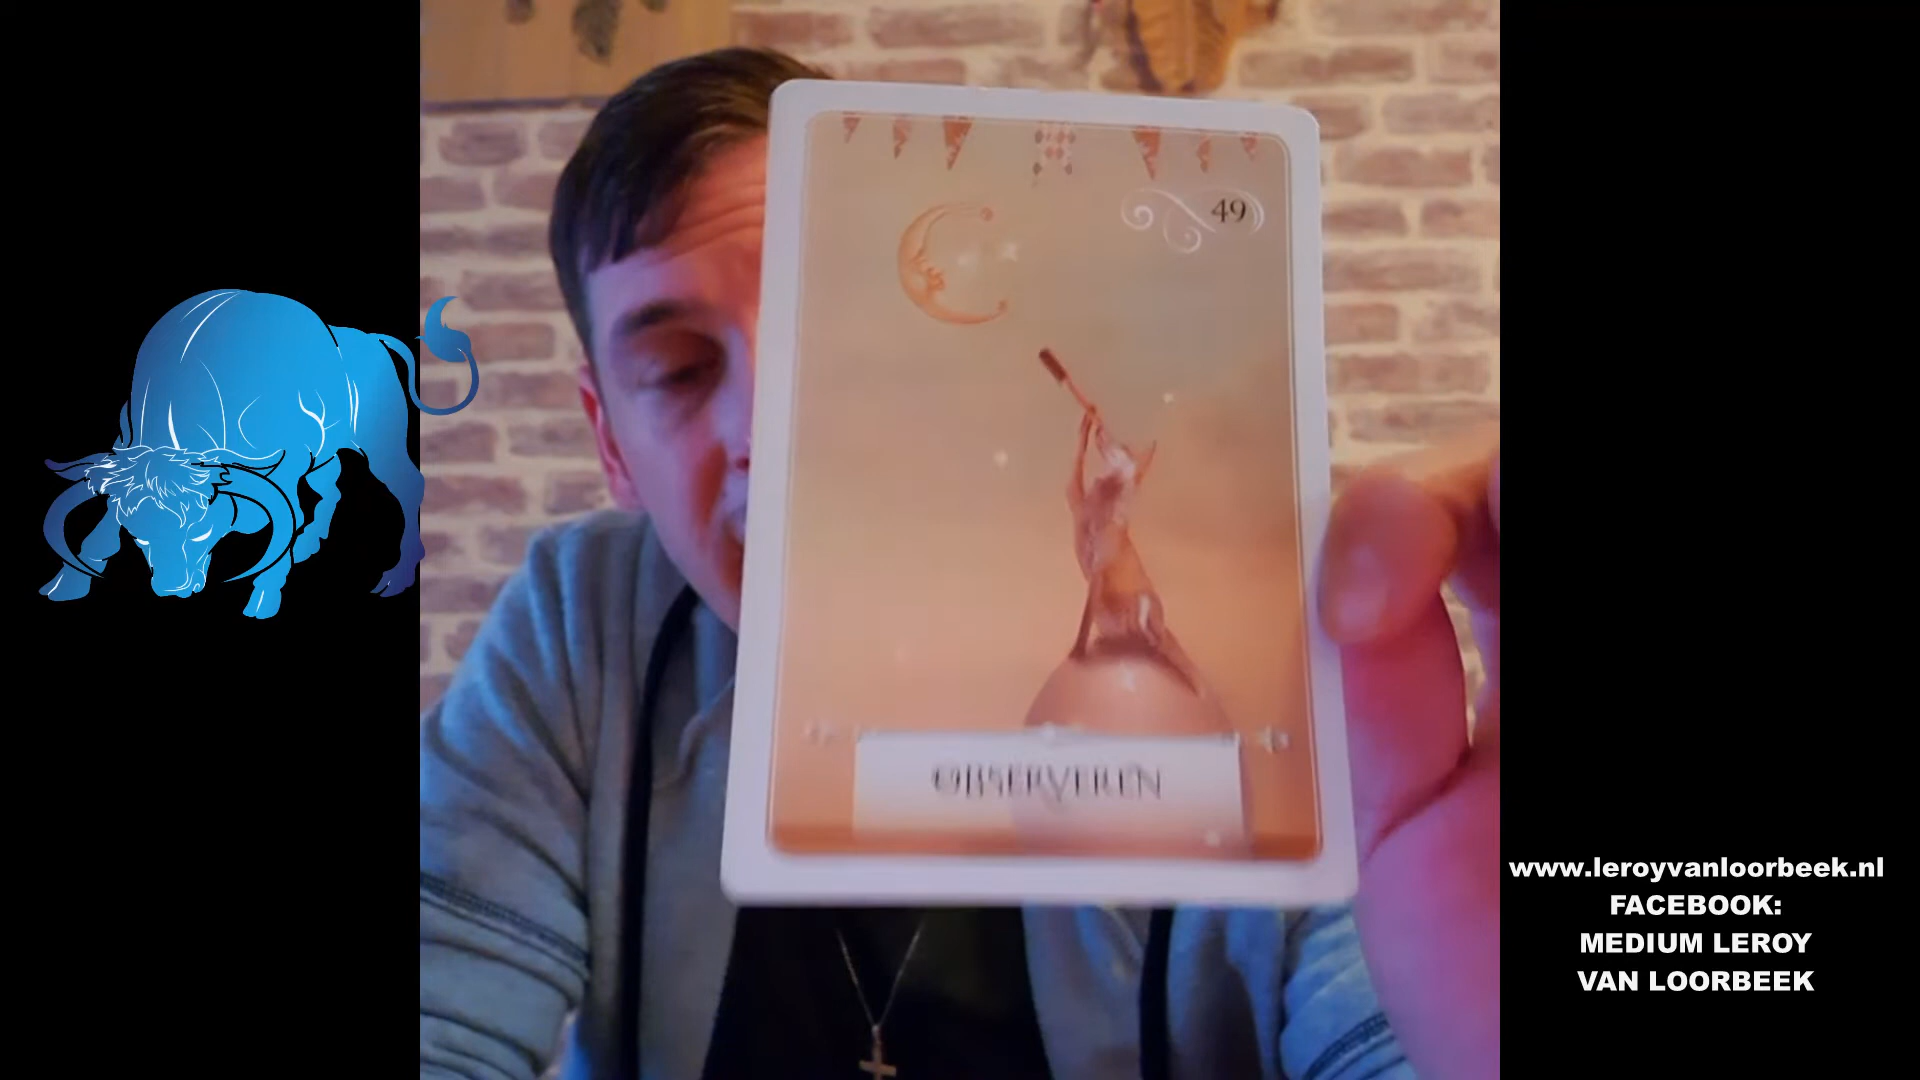 49
OBSERVEREN
www.leroyvanloorbeek.nl
FACEBOOK:
MEDIUM LEROY
VAN LOORBEEK